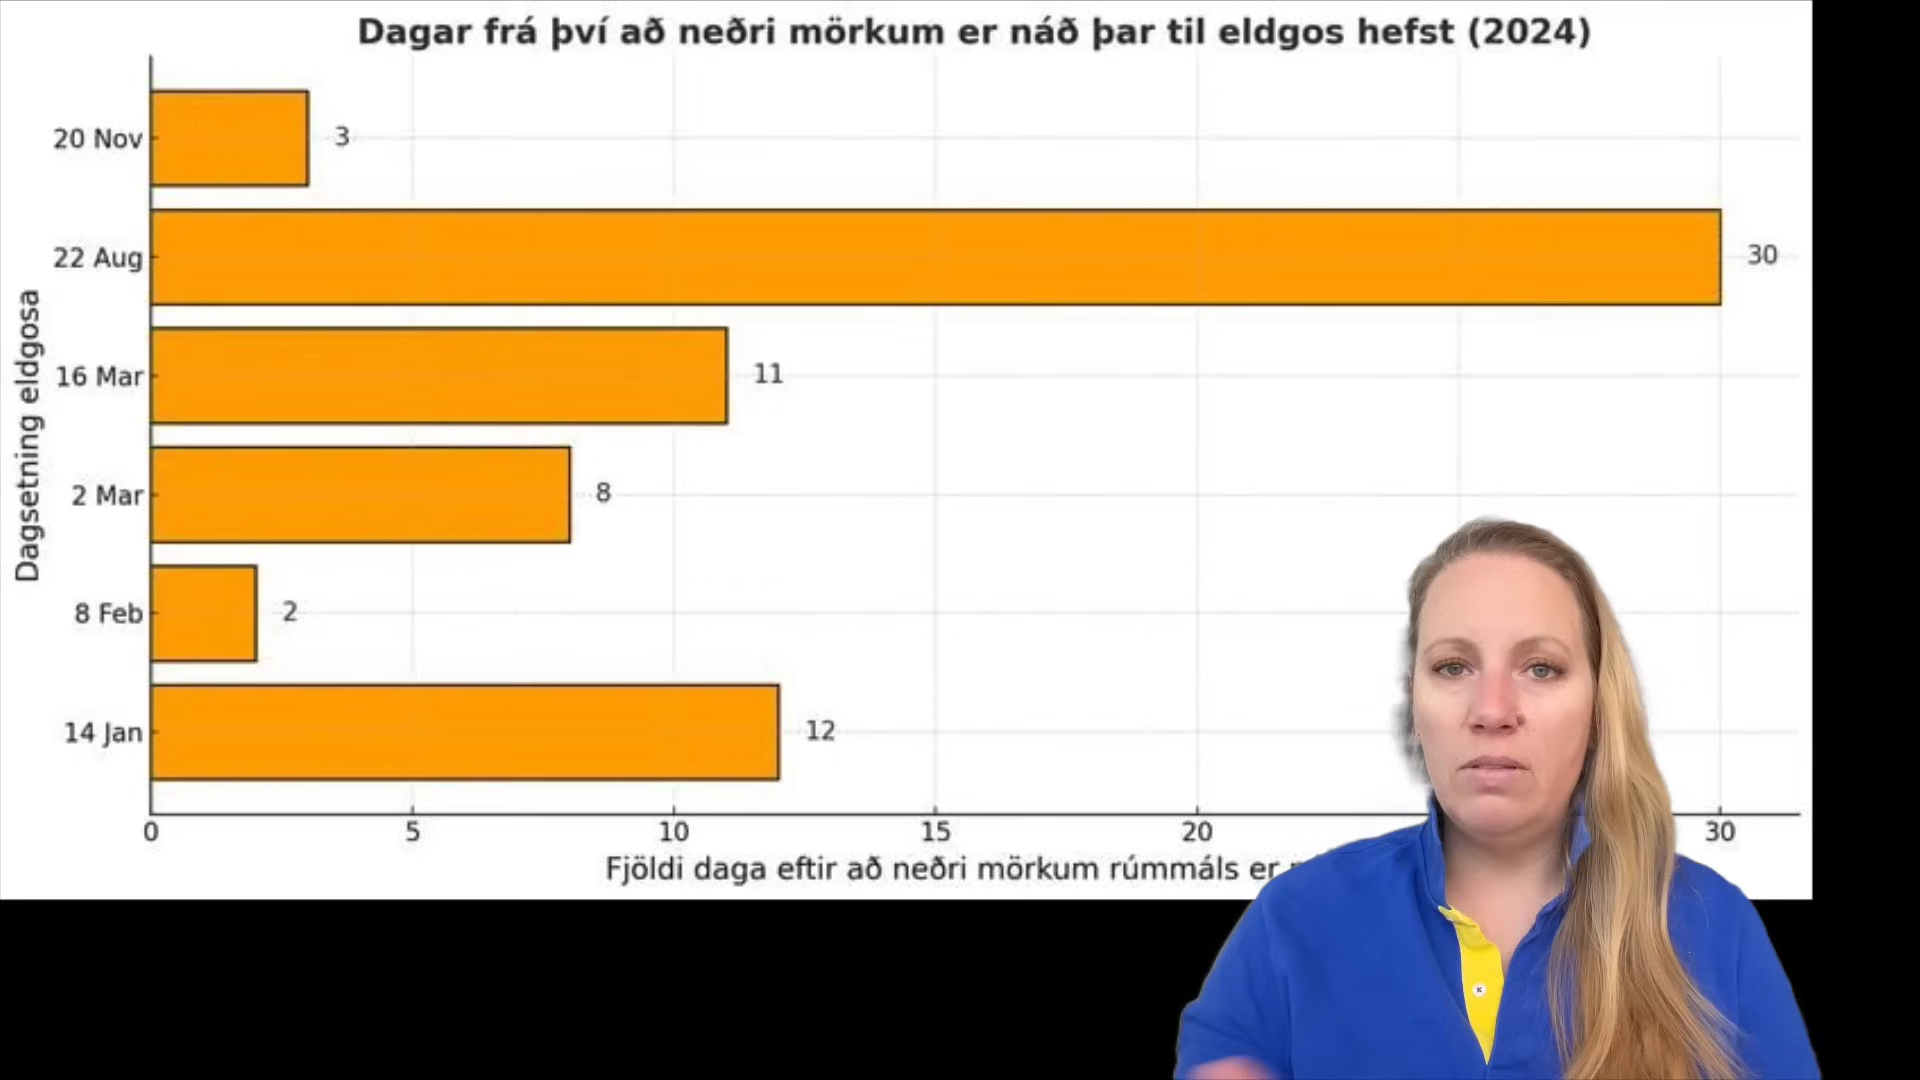 Dagar frá því að neðri mörkum er náð þar til eldgos hefst (2024)
Dagsetning eldgosa
20 Nov
3
22 Aug
30
16 Mar
11
2 Mar
8
8 Feb
2
14 Jan
12
0
5
10
15
20
30
Fjöldi daga eftir að neðri mörkum rúmmáls er